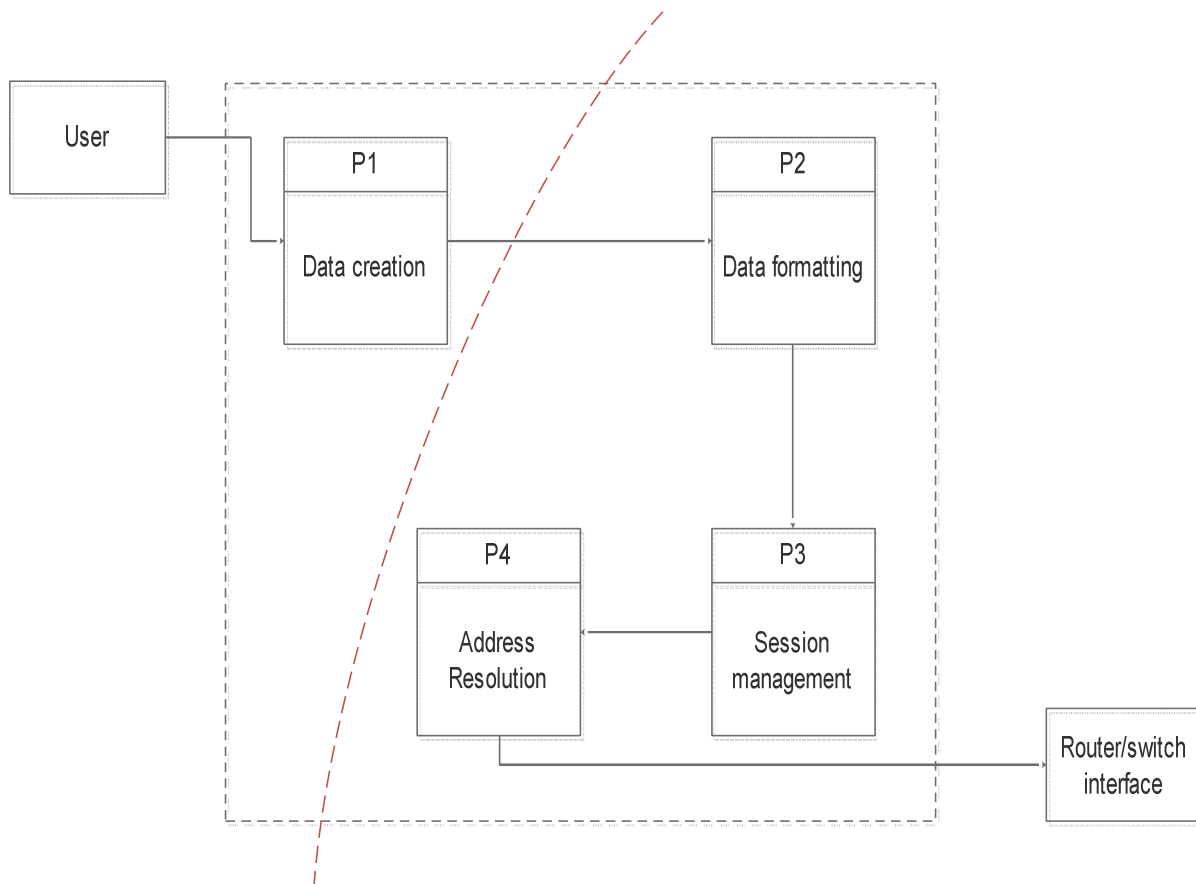 User
P1
Data creation
P2
Data formatting
P4
Address
Resolution
P3
Session
management
Router/switch
interface